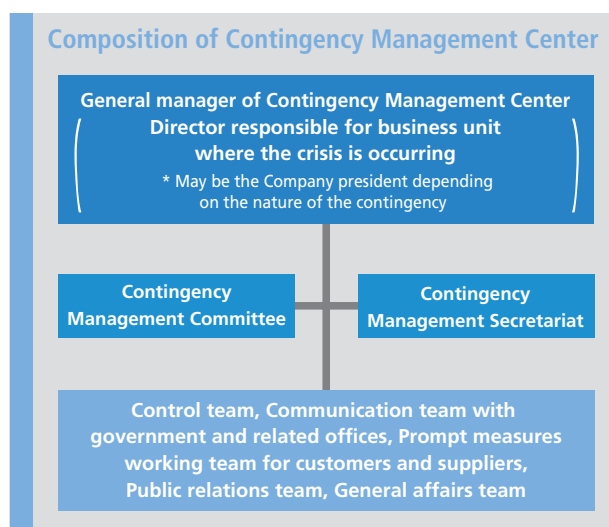 Composition of Contingency Management Center
General manager of Contingency Management Center
Director responsible for business unit
where the crisis is occurring
* May be the Company president depending
on the nature of the contingency
Contingency
Management Committee
Contingency
Management Secretariat
Control team, Communication team with
government and related offices, Prompt measures
working team for customers and suppliers,
Public relations team, General affairs team